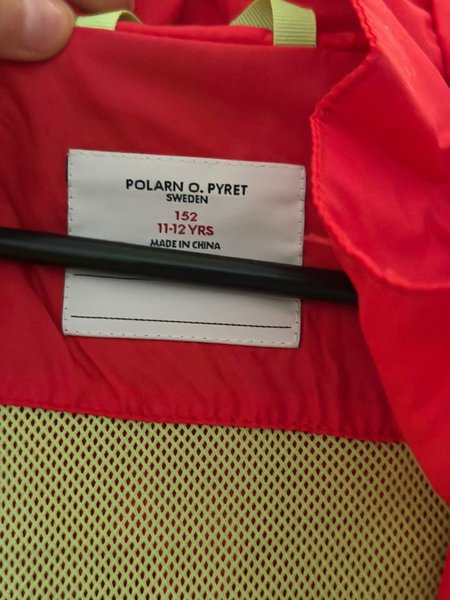 POLARN O. PYRET
SWEDEN
152
11-12 YRS
MADE IN CHINA